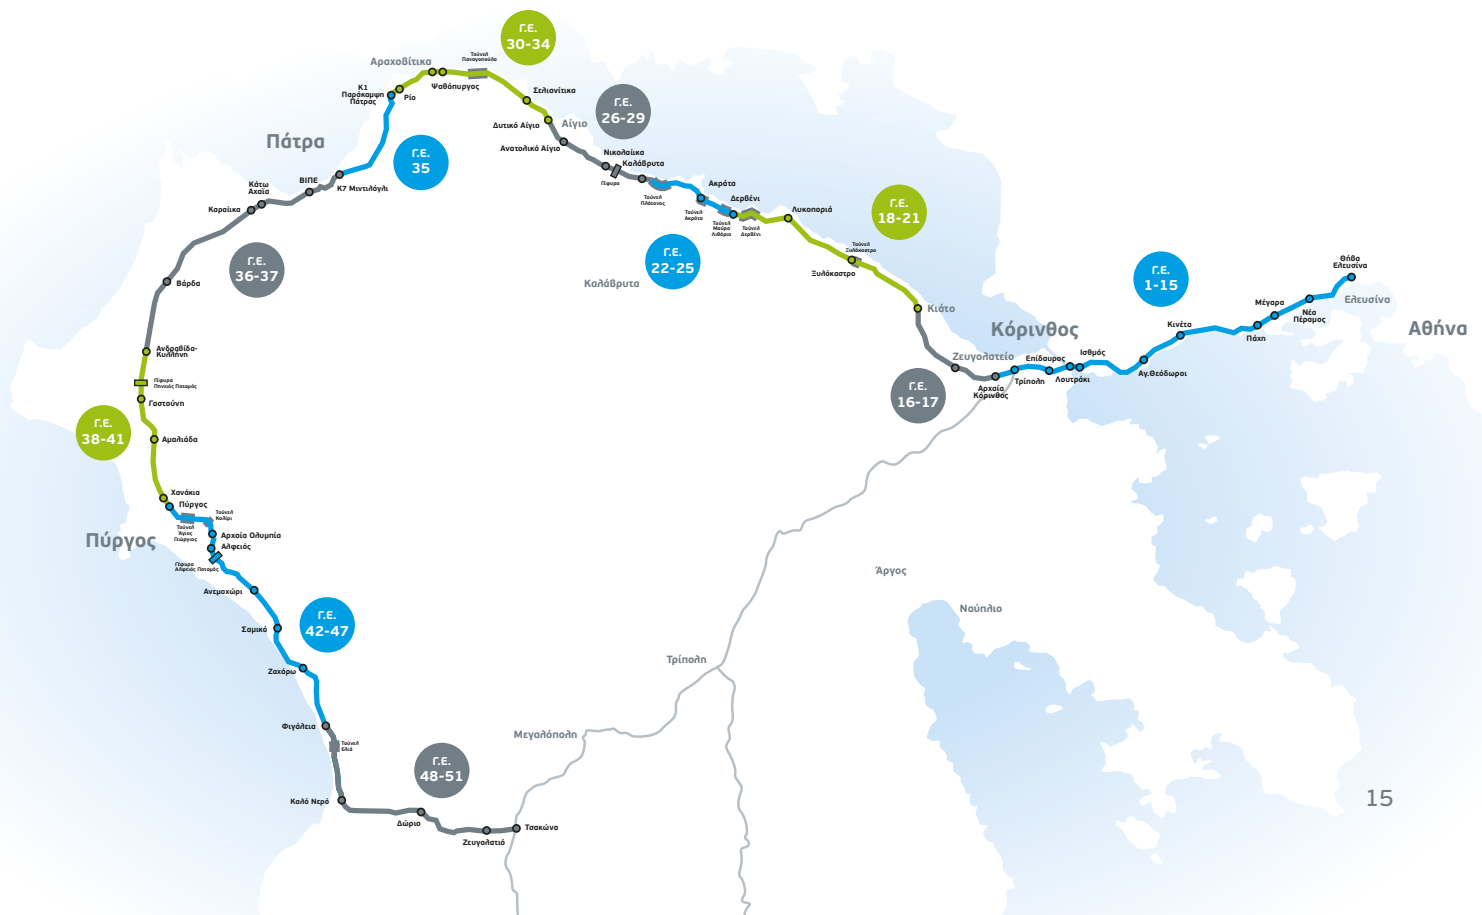 Γ.Ε.
30-34
Τούνελ
Παναγοπούλα
Αραχοβίτικα
Ψαθόπυργος
Κ1
Παράκαμψη
Πάτρας
Ρίο
Σελιανίτικα
Γ.Ε.
26-29
Δυτικό Αίγιο
Αίγιο
Ανατολικό Αίγιο
Πάτρα
Γ.Ε.
35
Νικολαίικα
Καλάβρυτα
Γέφυρα
Τούνελ
Πλάτανος
Κάτω
Αχαΐα
ΒΙΠΕ
Κ7 Μιντιλόγλι
Καραίικα
Ακράτα
Τούνελ
Ακράτα
Δερβένι
Τούνελ
Μαύρα
Λιθάρια
Τούνελ
Δερβένι
Λυκοποριά
Γ.Ε.
18-21
Τούνελ
Ξυλόκαστρο
Ξυλόκαστρο
Γ.Ε.
36-37
Γ.Ε.
22-25
Καλάβρυτα
Βάρδα
Γ.Ε.
1-15
Θήβα
Ελευσίνα
Ελευσίνα
Μέγαρα
Νέα
Πέραμος
Πάχη
Κινέτα
Αθήνα
Κιάτο
Κόρινθος
Ζευγολατείο
Επίδαυρος
Ισθμός
Τρίπολη
Λουτράκι
Αγ.Θεόδωροι
Αρχαία
Κόρινθος
Γ.Ε.
16-17
Ανδραβίδα-
Κυλλήνη
Γέφυρα
Πηνειός Ποταμός
Γαστούνη
Γ.Ε.
38-41
Αμαλιάδα
Χανάκια
Πύργος
Τούνελ
Κολίρι
Τούνελ
Άγιος
Γεώργιος
Πύργος
Αρχαία Ολυμπία
Αλφειός
Γέφυρα
Αλφειός Ποταμός
Ανεμοχώρι
Άργος
Ναύπλιο
Γ.Ε.
42-47
Σαμικό
Ζαχάρω
Τρίπολη
Φιγάλεια
Τούνελ
Ελιά
Μεγαλόπολη
Γ.Ε.
48-51
Καλό Νερό
Δώριο
Ζευγολατιό
Τσακώνα
15